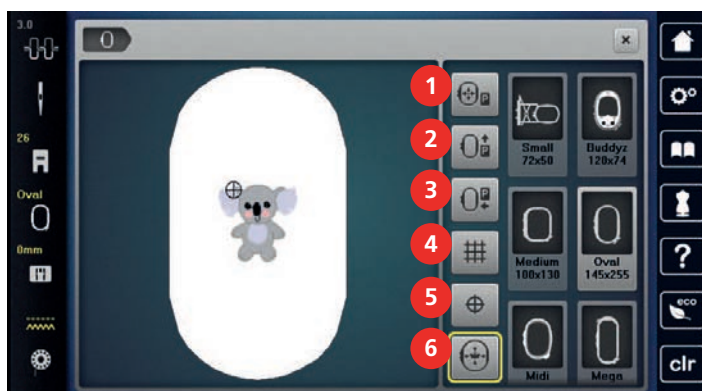 3.0
26
Oval
0mm
1
2
3
4
5
6
P
P
P
Small
72x50
Buddyz
120x74
Medium
100x130
Oval
145x255
Midi
Mega
?
eco
clr